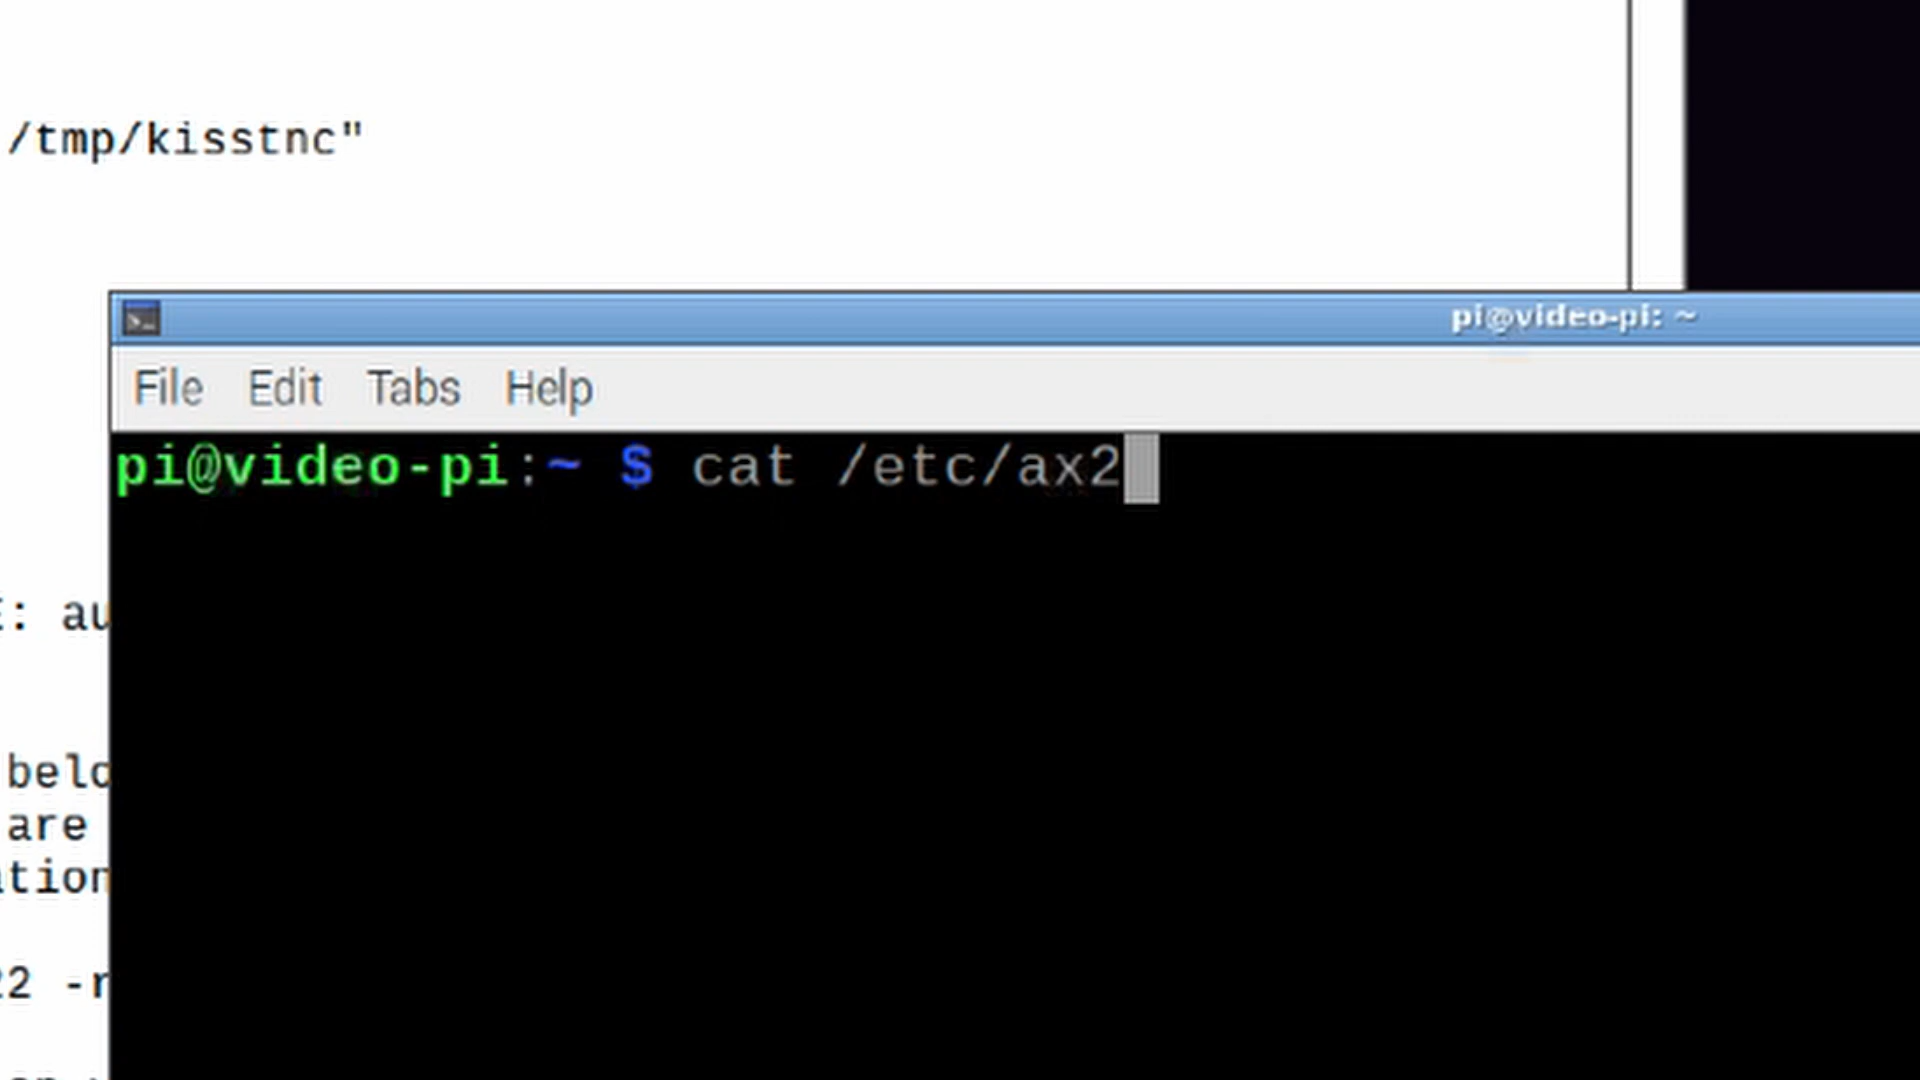 /tmp/kisstnc"
pi@video-pi: ~
File Edit Tabs Help
pi@video-pi:~ $ cat /etc/ax2
: au
belo
are
ation
22 -r